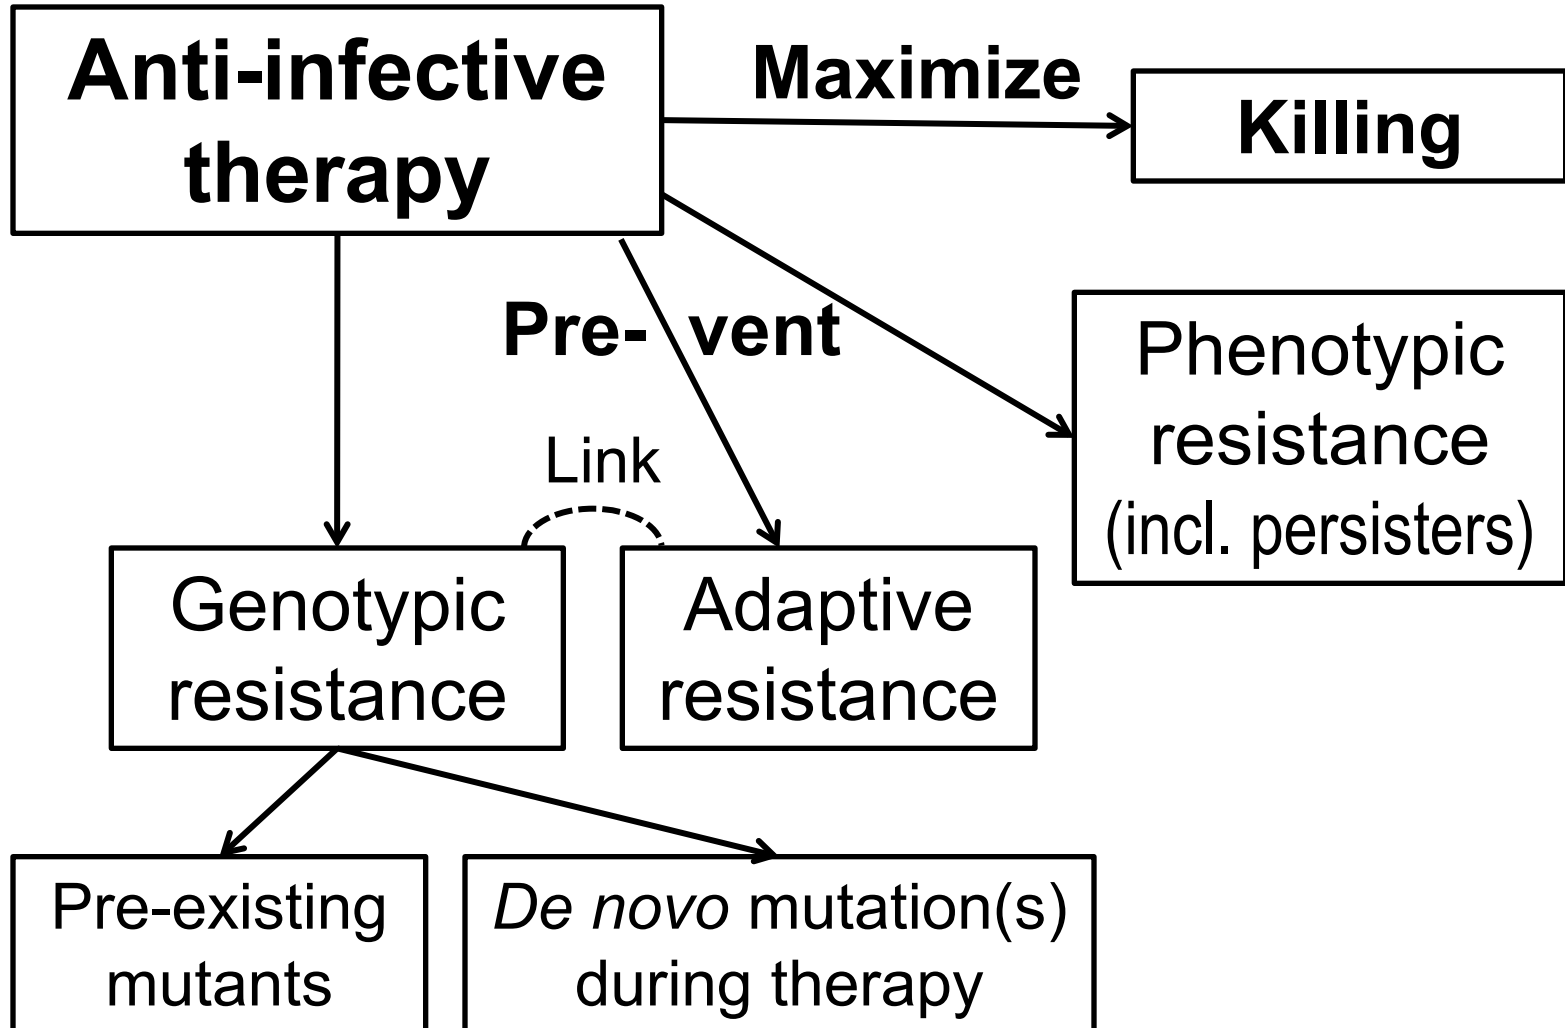 Anti-infective
therapy
Maximize
Killing
Pre- vent
Phenotypic
resistance
(incl. persisters)
Link
Genotypic
resistance
Adaptive
resistance
Pre-existing
mutants
De novo mutation(s)
during therapy